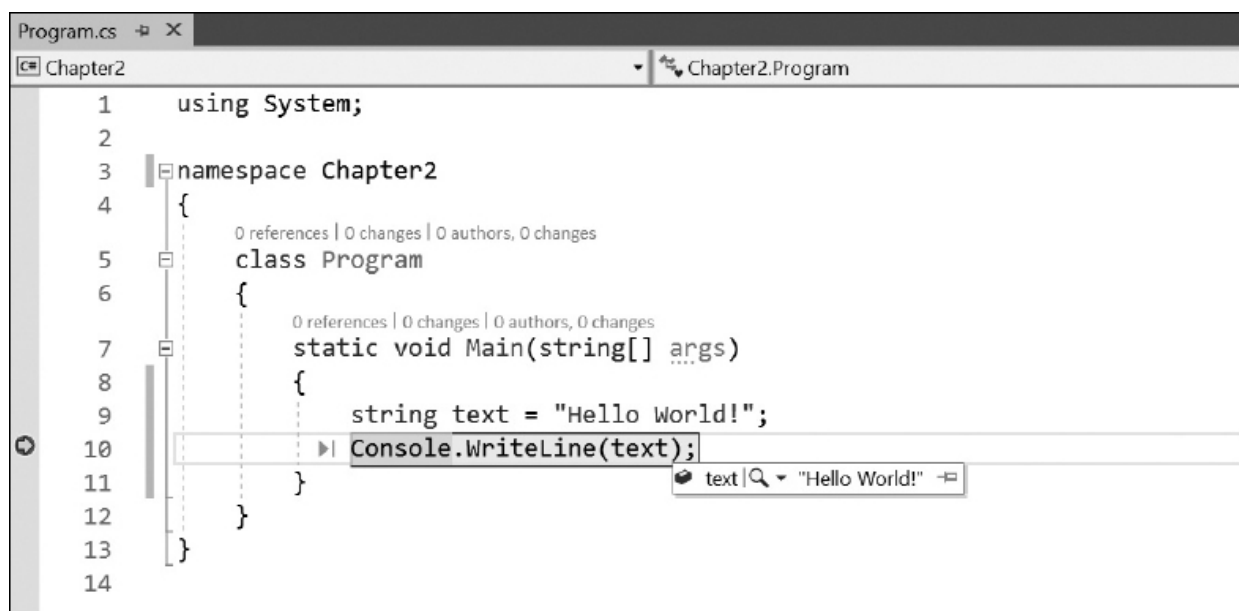 Program.cs
C# Chapter2 Chapter2.Program
1 using System;
2
3 namespace Chapter2
4 {
0 references | 0 changes | 0 authors, 0 changes
5 class Program
6 {
0 references | 0 changes | 0 authors, 0 changes
7 static void Main(string[] args)
8 {
9 string text = "Hello World!";
10 Console.WriteLine(text);
text "Hello World!"
11 }
12 }
13 }
14